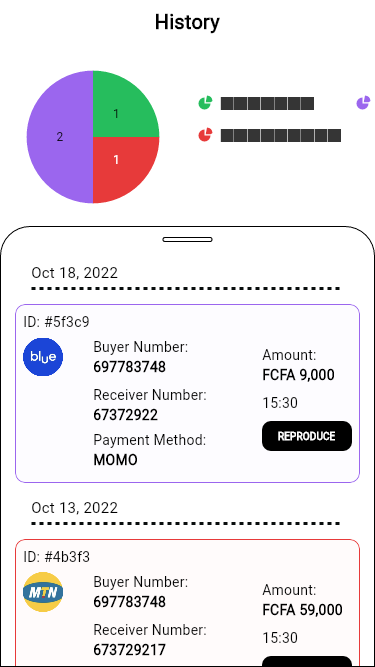 History
1
2
1
Oct 18, 2022
ID: #5f3c9
blue
Buyer Number:
697783748
Receiver Number:
67372922
Payment Method:
MOMO
Amount:
FCFA 9,000
15:30
REPRODUCE
Oct 13, 2022
ID: #4b3f3
MTN
Buyer Number:
697783748
Receiver Number:
673729217
Amount:
FCFA 59,000
15:30